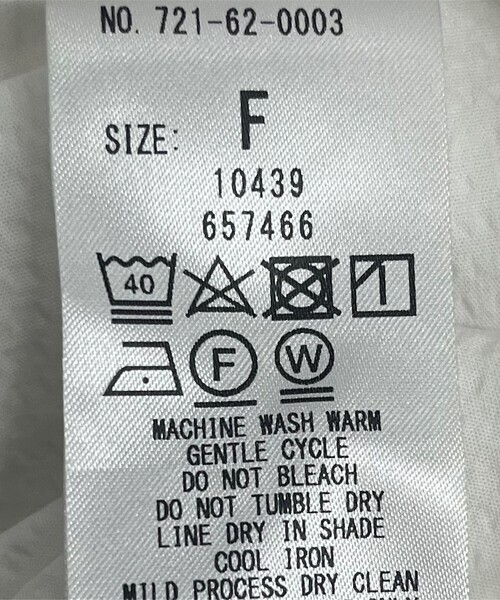 NO. 721-62-0003
SIZE: F
10439
657466
40
F W
MACHINE WASH WARM
GENTLE CYCLE
DO NOT BLEACH
DO NOT TUMBLE DRY
LINE DRY IN SHADE
COOL IRON
MILD PROCESS DRY CLEAN